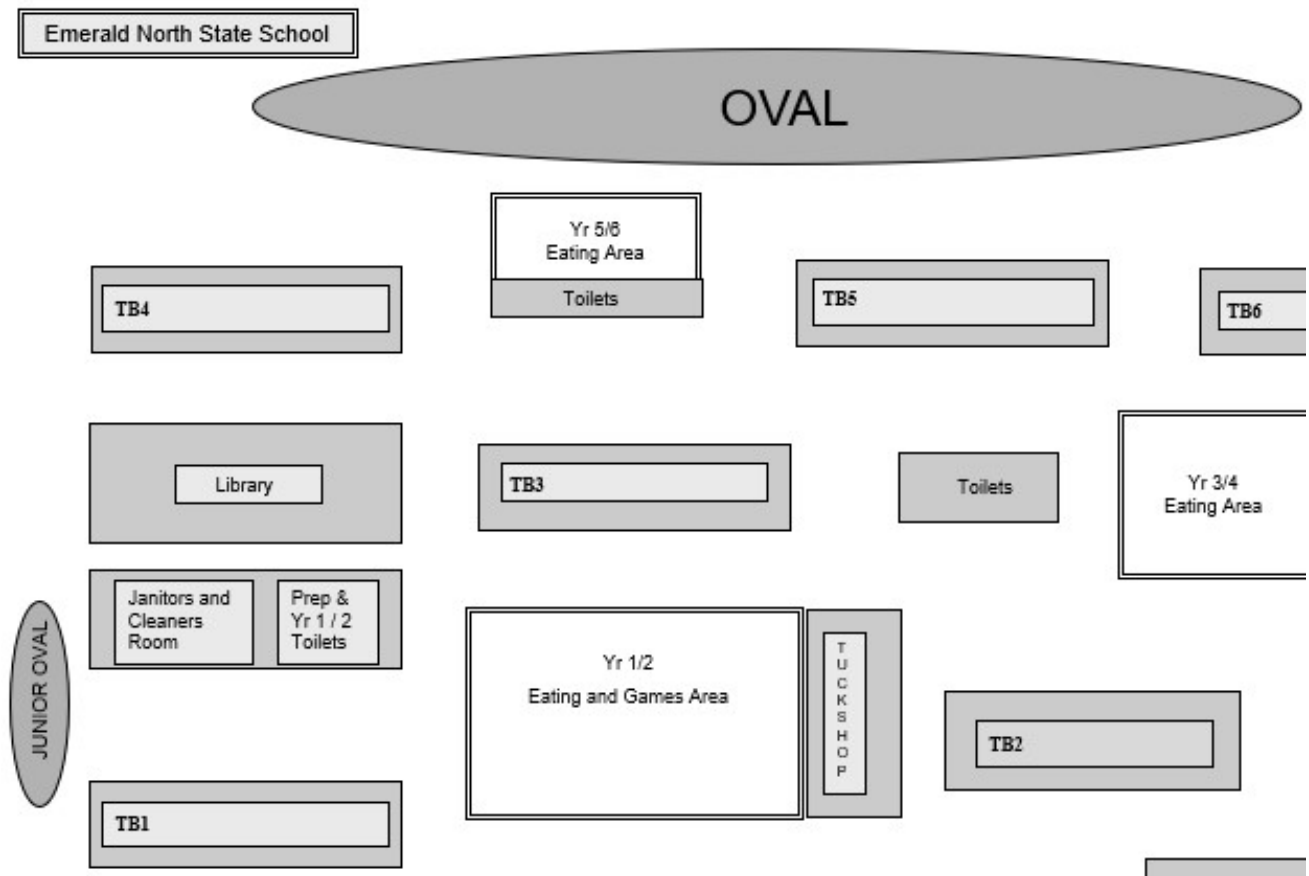 Emerald North State School
OVAL
Yr 5/6
Eating Area
Toilets
TB4
TB5
TB6
Library
TB3
Toilets
Yr 3/4
Eating Area
Janitors and
Cleaners
Room
Prep &
Yr 1 / 2
Toilets
JUNIOR OVAL
Yr 1/2
Eating and Games Area
TUCKSHOP
TB2
TB1